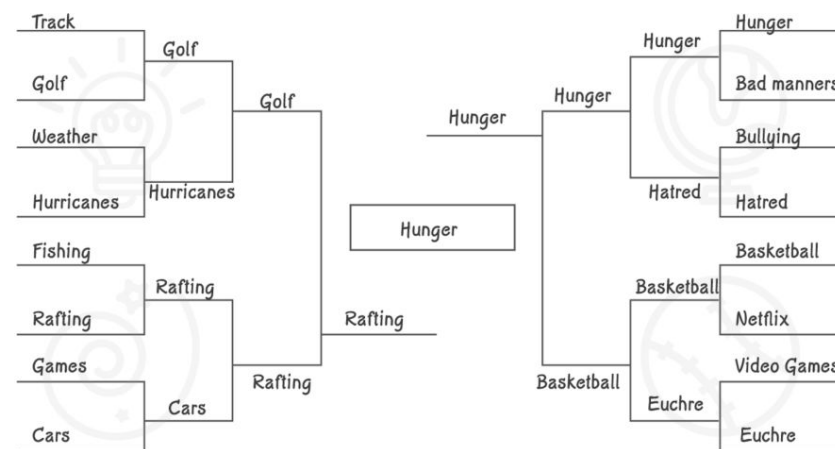 Track
Golf
Weather
Hurricanes
Fishing
Rafting
Games
Cars
Golf
Hurricanes
Rafting
Cars
Golf
Rafting
Rafting
Hunger
Hunger
Hunger
Basketball
Hunger
Hatred
Basketball
Euchre
Hunger
Bad manners
Bullying
Hatred
Basketball
Netflix
Video Games
Euchre